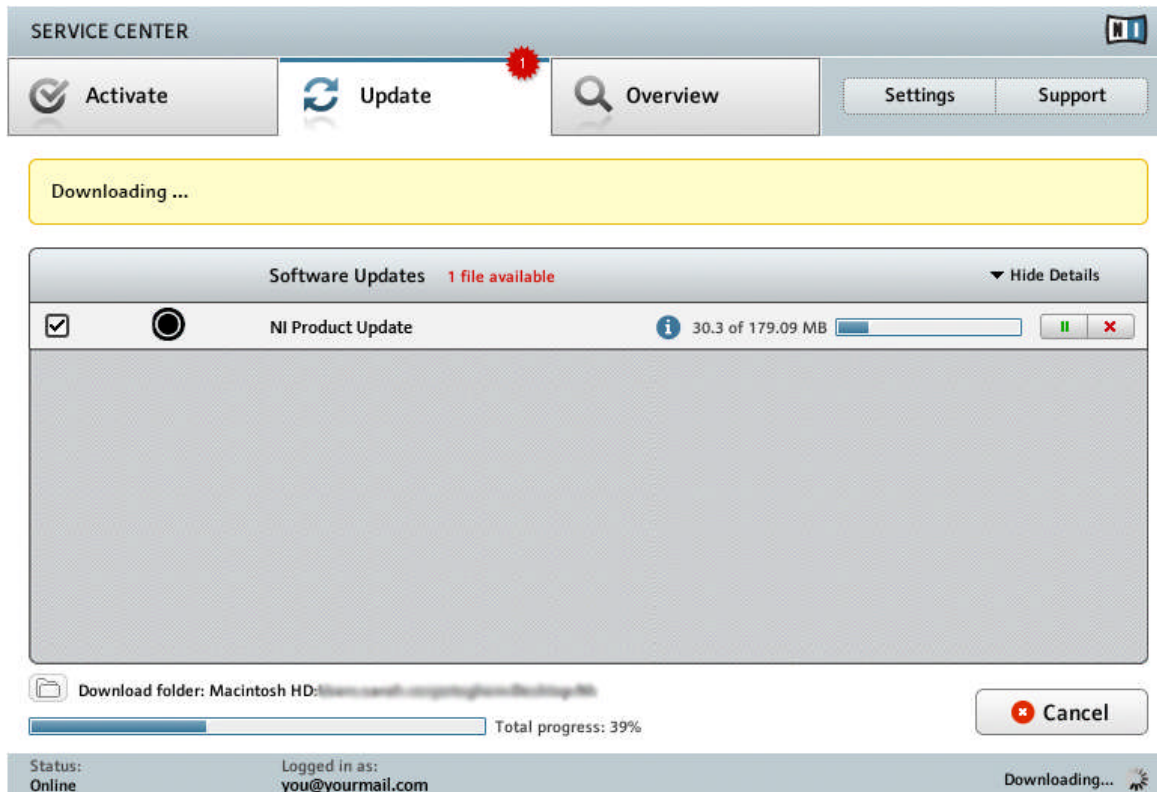 SERVICE CENTER
NI
Activate
Update
1
Overview
Settings
Support
Downloading ...
Software Updates 1 file available
Hide Details
NI Product Update
30.3 of 179.09 MB
Download folder: Macintosh HD:
Total progress: 39%
Cancel
Status:
Online
Logged in as:
you@yourmail.com
Downloading...